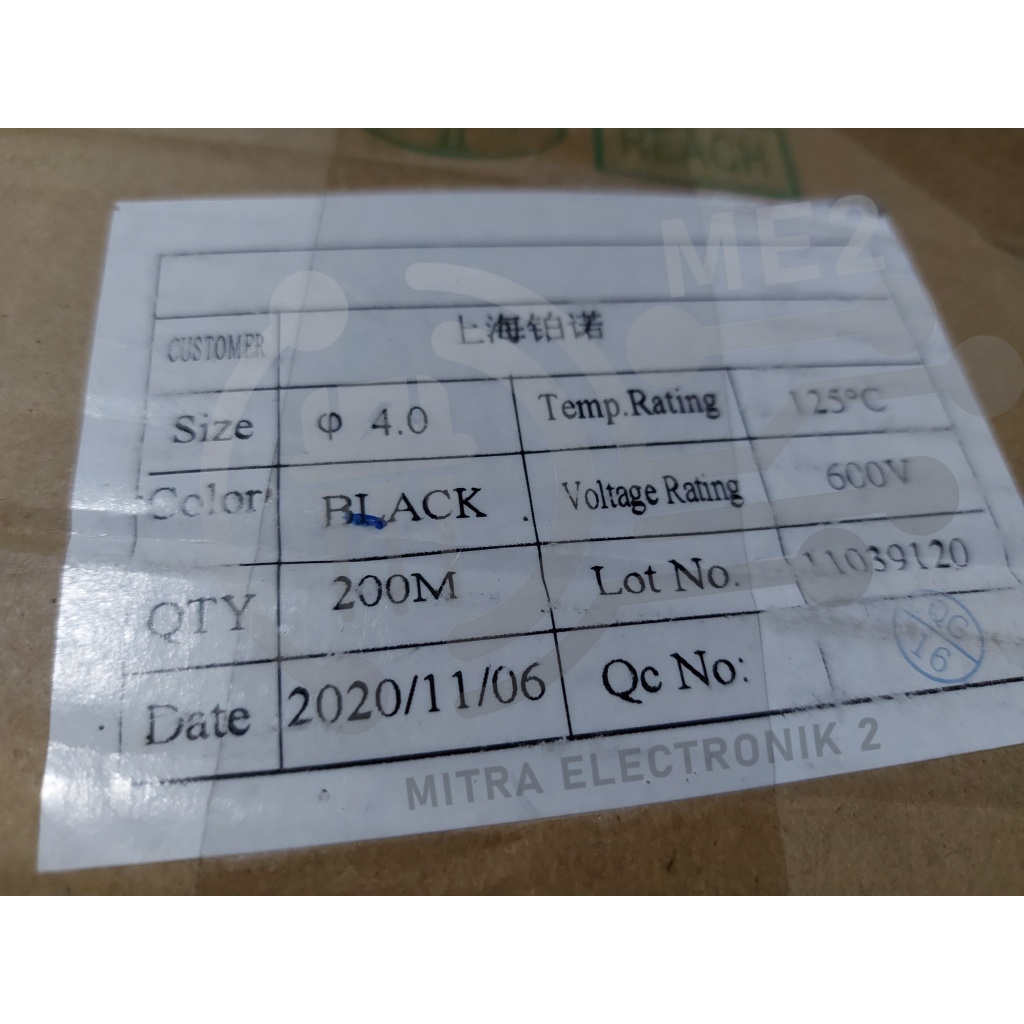 REACH
ME2
CUSTOMER 上海铂诺
Size φ 4.0 Temp.Rating 125°C
Color BLACK Voltage Rating 600V
QTY 200M Lot No. 11039120
Date 2020/11/06 Qc No:
QC 16
MITRA ELECTRONIK 2